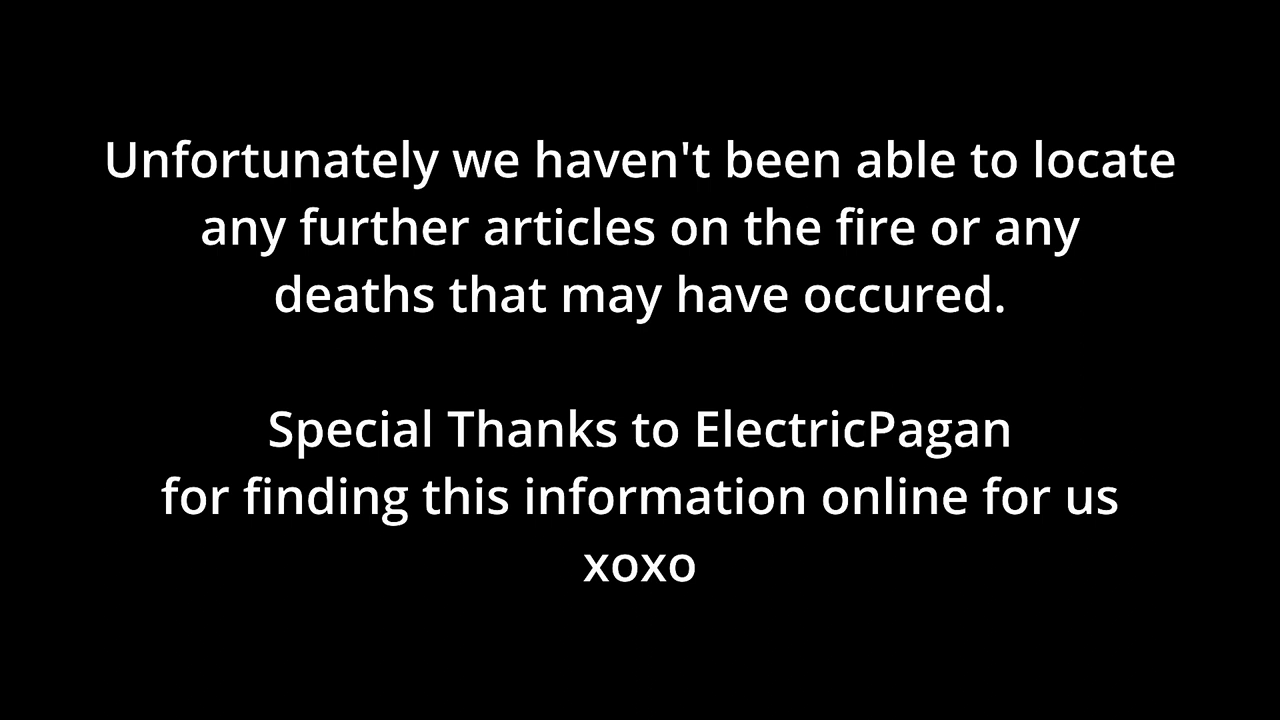 Unfortunately we haven't been able to locate
any further articles on the fire or any
deaths that may have occured.
Special Thanks to ElectricPagan
for finding this information online for us
xoxo